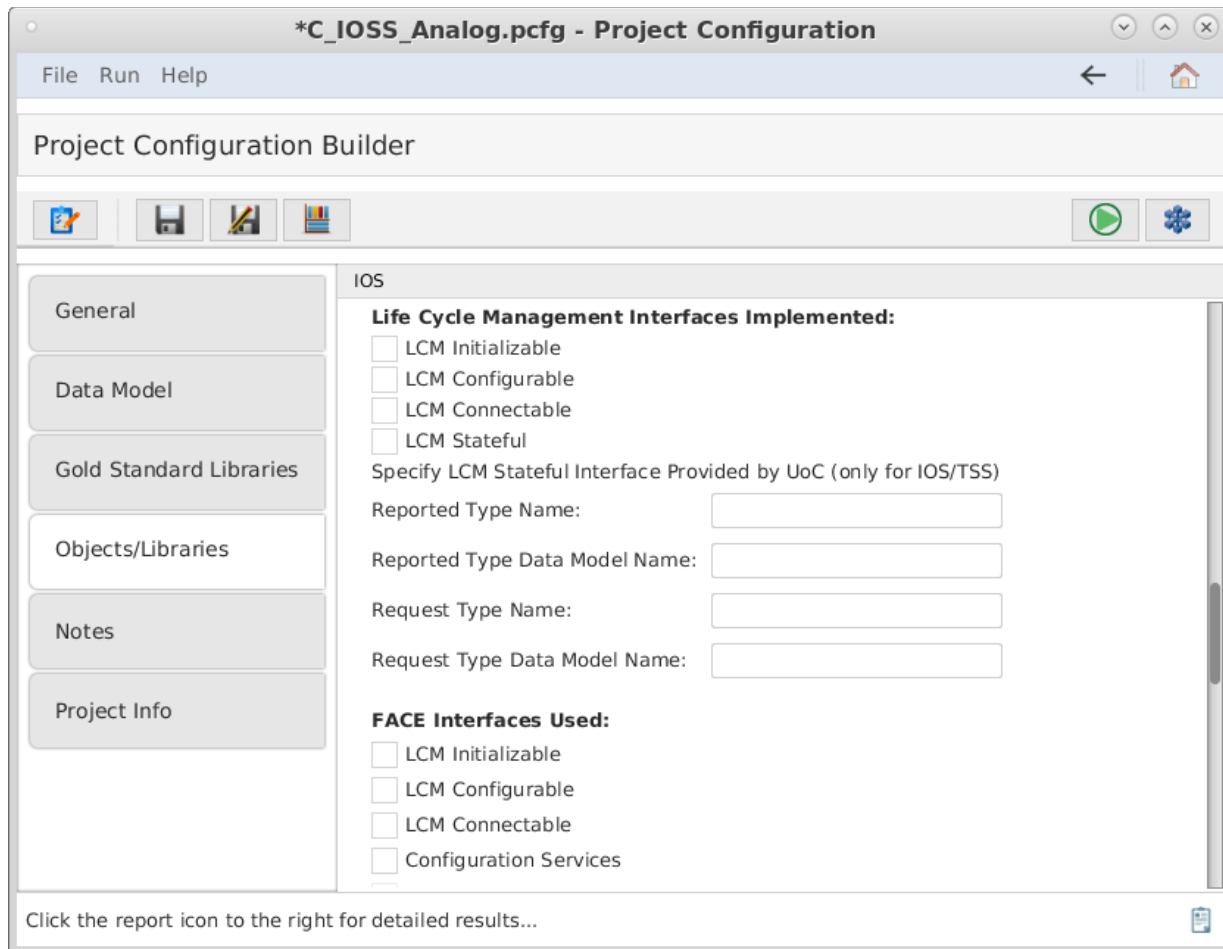 *C_IOSS_Analog.pcfg - Project Configuration
File Run Help
Project Configuration Builder
General
Data Model
Gold Standard Libraries
Objects/Libraries
Notes
Project Info
IOS
Life Cycle Management Interfaces Implemented:
LCM Initializable
LCM Configurable
LCM Connectable
LCM Stateful
Specify LCM Stateful Interface Provided by UoC (only for IOS/TSS)
Reported Type Name:
Reported Type Data Model Name:
Request Type Name:
Request Type Data Model Name:
FACE Interfaces Used:
LCM Initializable
LCM Configurable
LCM Connectable
Configuration Services
Click the report icon to the right for detailed results...